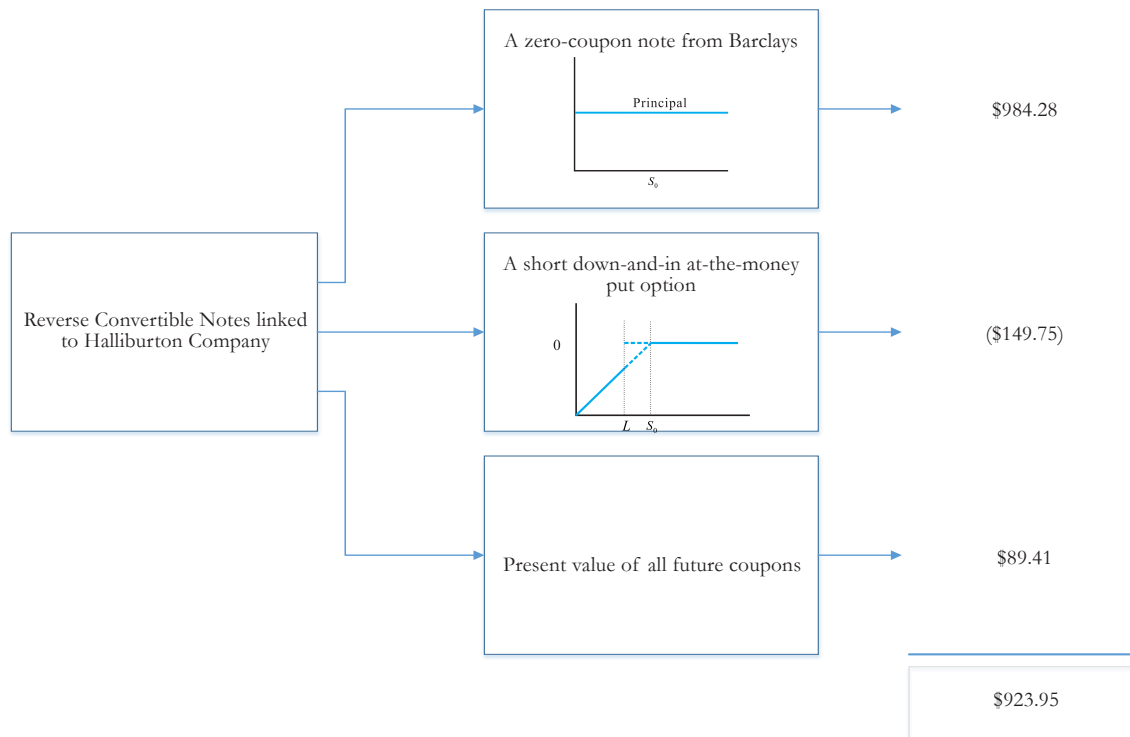 A zero-coupon note from Barclays
Principal
S₀
$984.28
Reverse Convertible Notes linked
to Halliburton Company
A short down-and-in at-the-money
put option
0
L S₀
($149.75)
Present value of all future coupons
$89.41
$923.95